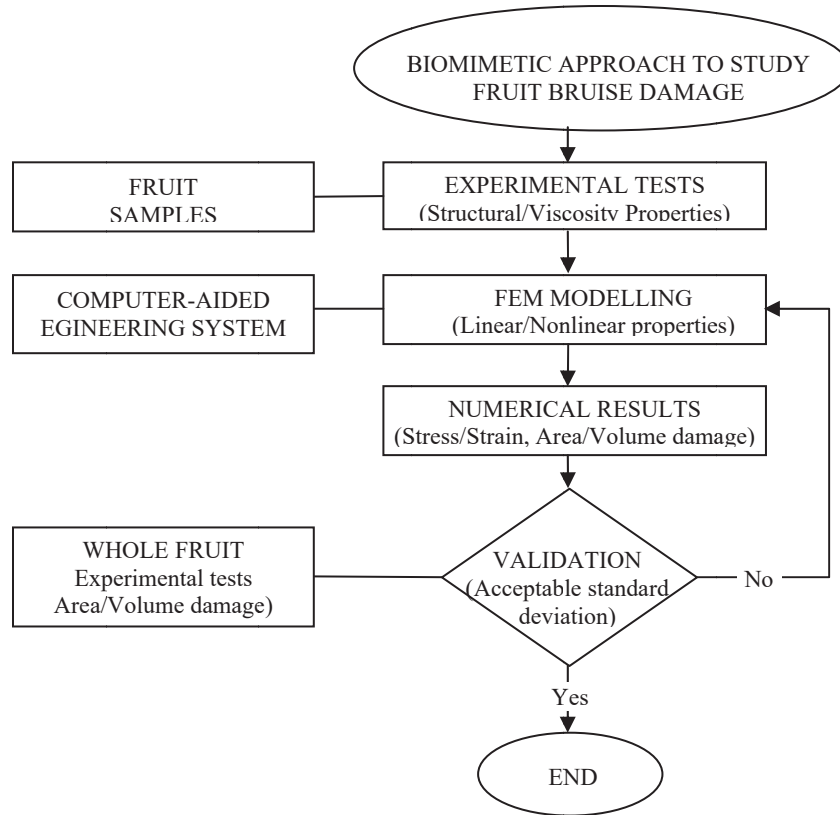 BIOMIMETIC APPROACH TO STUDY
FRUIT BRUISE DAMAGE
FRUIT
SAMPLES
EXPERIMENTAL TESTS
(Structural/Viscosity Properties)
COMPUTER-AIDED
EGINEERING SYSTEM
FEM MODELLING
(Linear/Nonlinear properties)
NUMERICAL RESULTS
(Stress/Strain, Area/Volume damage)
WHOLE FRUIT
Experimental tests
Area/Volume damage)
VALIDATION
(Acceptable standard
deviation)
No
Yes
END